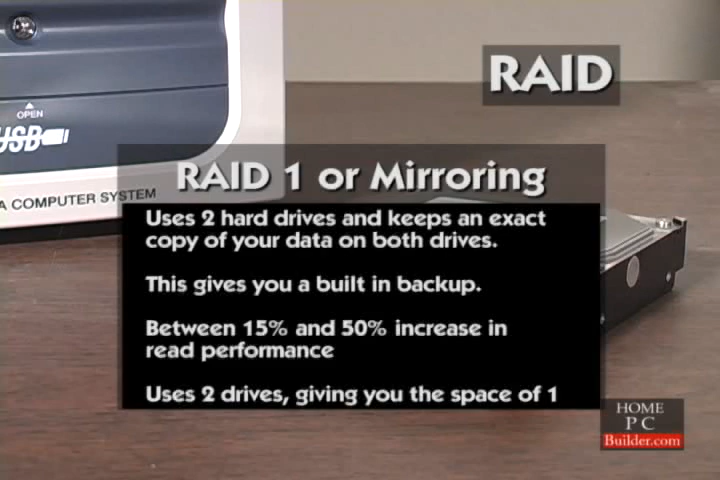 RAID
OPEN
USB
A COMPUTER SYSTEM
RAID 1 or Mirroring
Uses 2 hard drives and keeps an exact
copy of your data on both drives.
This gives you a built in backup.
Between 15% and 50% increase in
read performance
Uses 2 drives, giving you the space of 1
HOME
PC
Builder.com